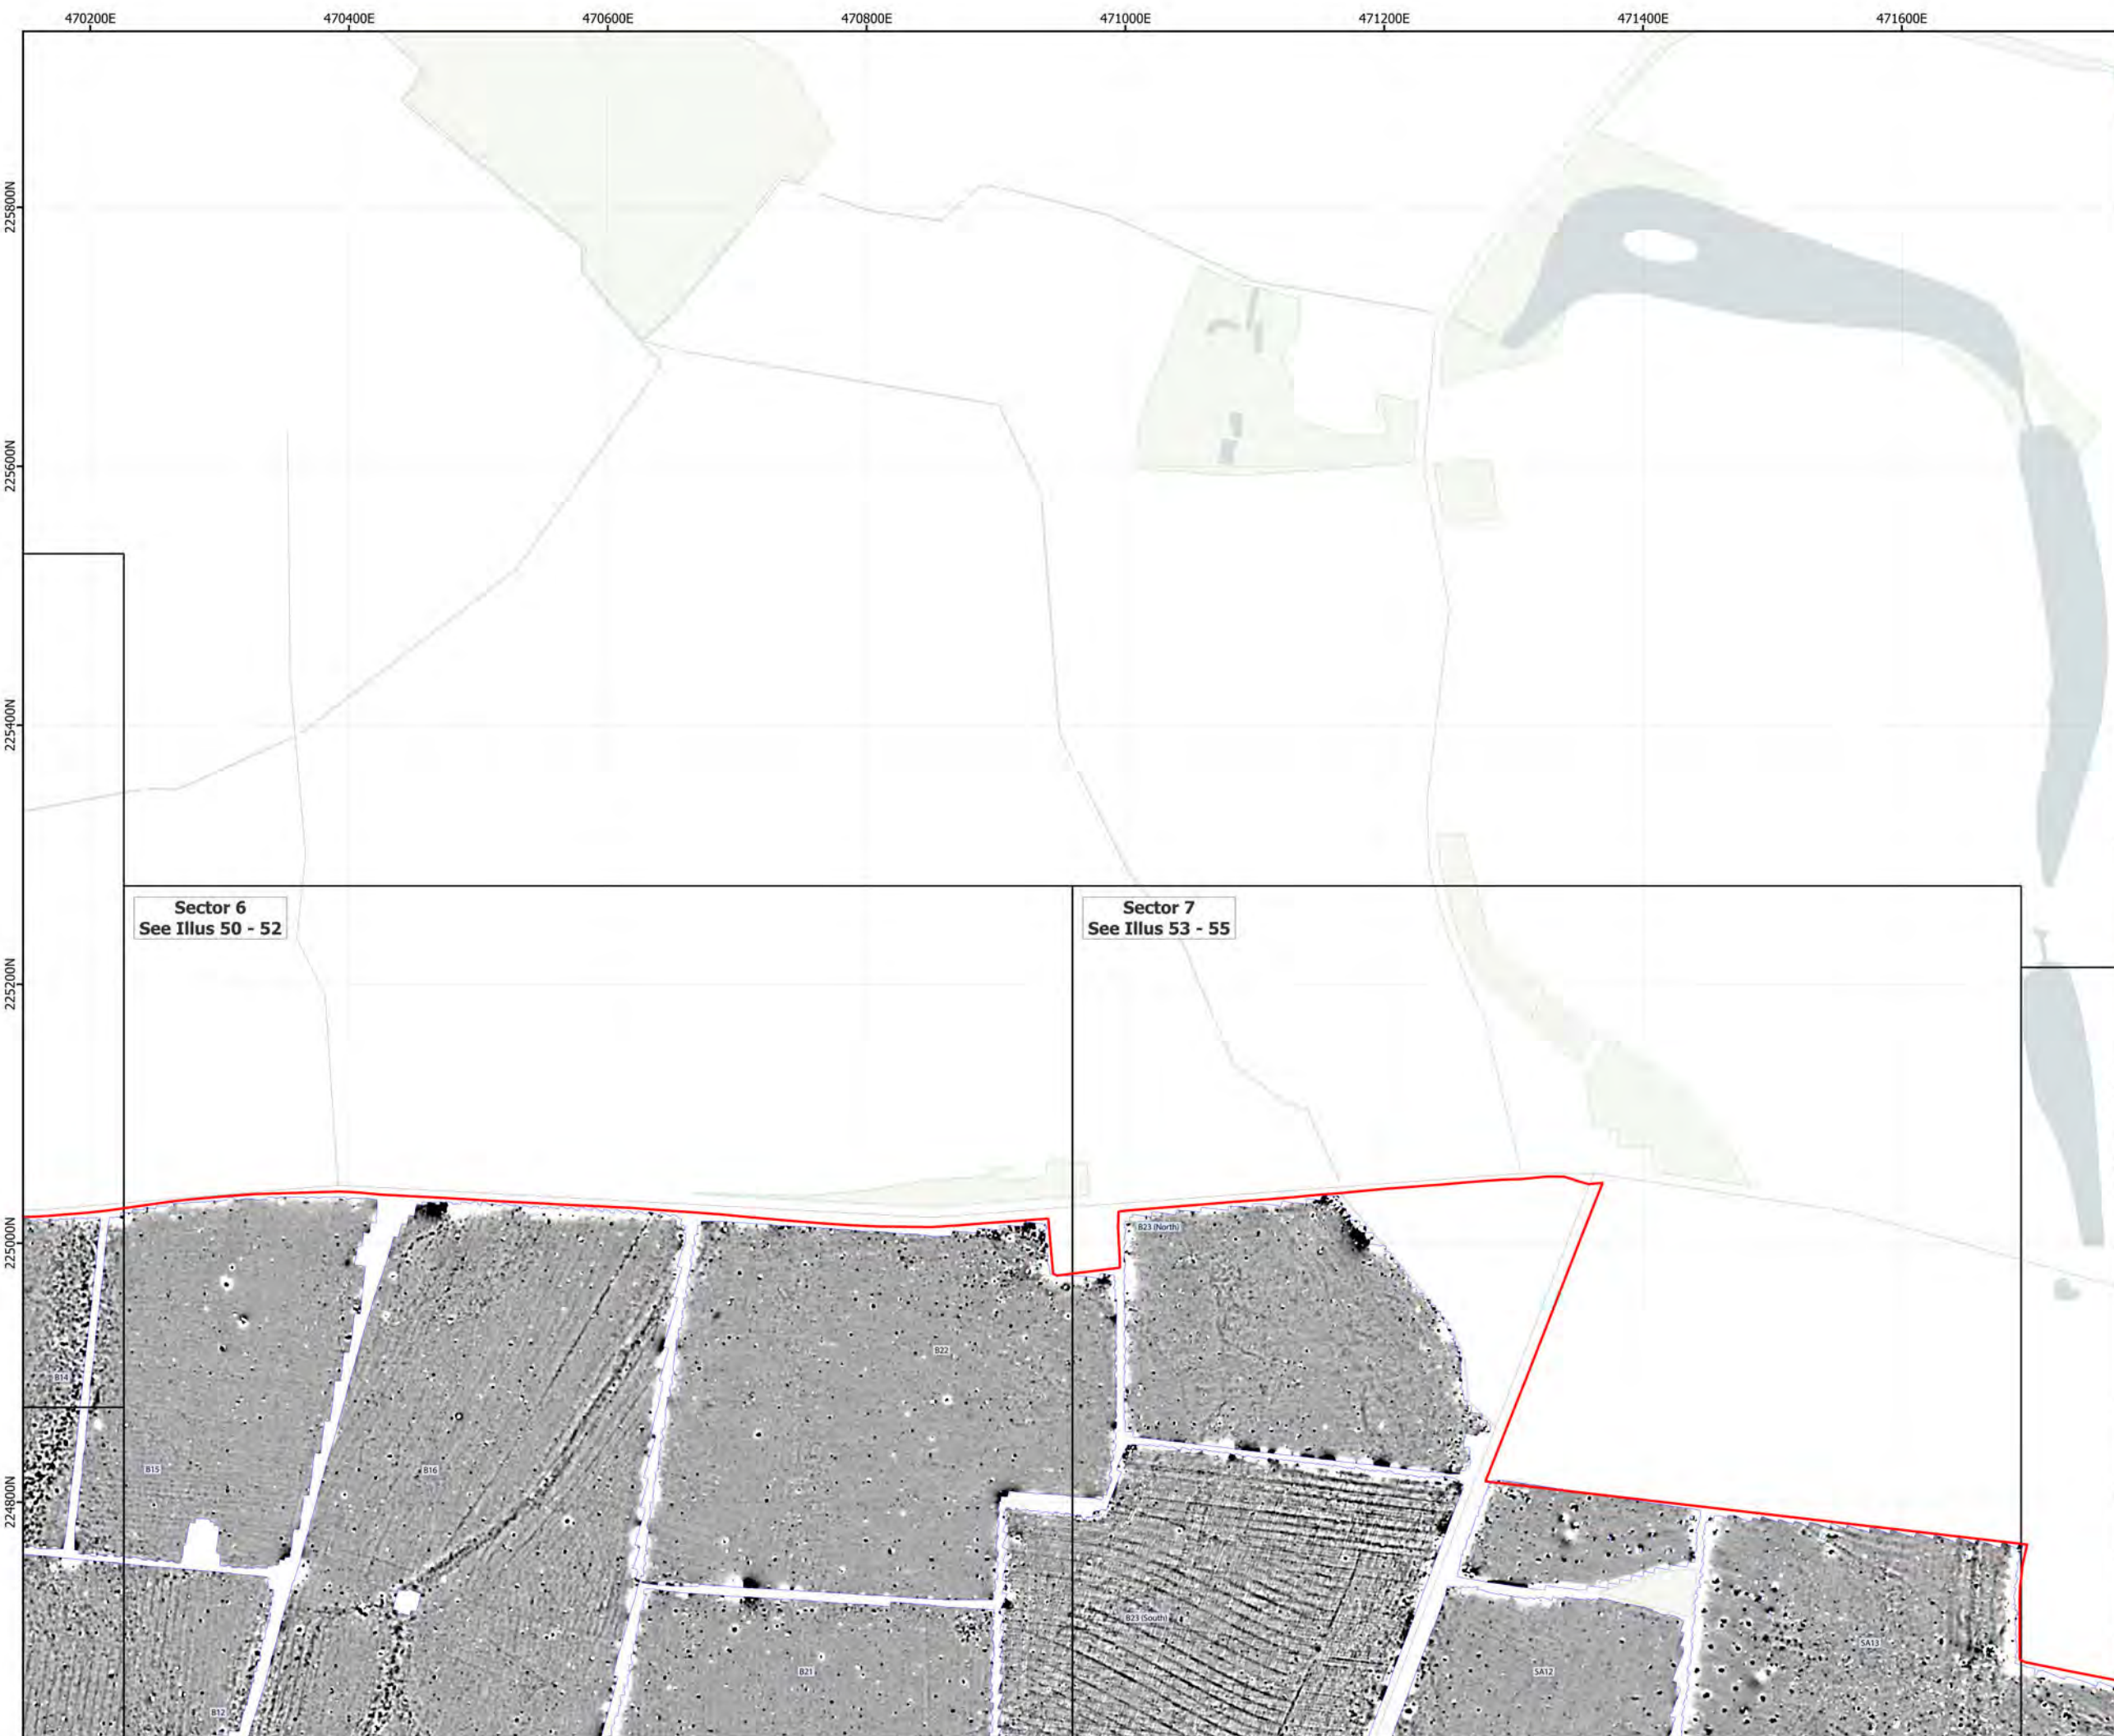 470200E
470400E
470600E
470800E
471000E
471200E
471400E
471600E
225800N
225600N
225400N
225200N
225000N
224800N
Sector 6
See Illus 50 - 52
Sector 7
See Illus 53 - 55
B23 (North)
B22
B14
B15
B16
B23 (South)
SA13
B21
SA12
B12